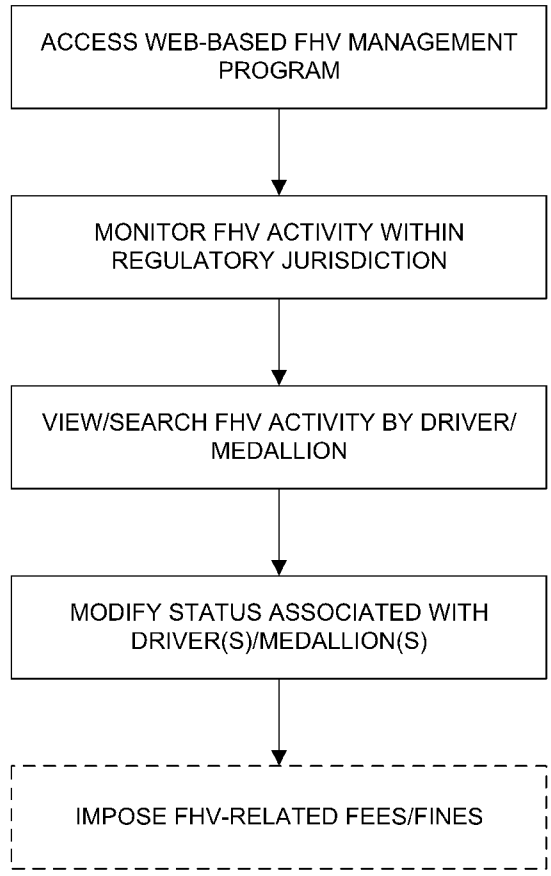 ACCESS WEB-BASED FHV MANAGEMENT
PROGRAM
MONITOR FHV ACTIVITY WITHIN
REGULATORY JURISDICTION
VIEW/SEARCH FHV ACTIVITY BY DRIVER/
MEDALLION
MODIFY STATUS ASSOCIATED WITH
DRIVER(S)/MEDALLION(S)
IMPOSE FHV-RELATED FEES/FINES